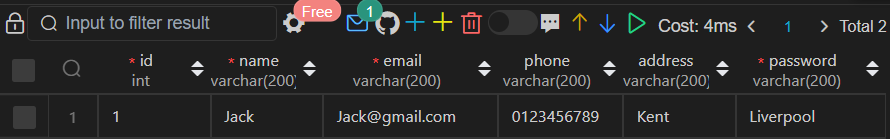 Input to filter result Free 1 Cost: 4ms 1 Total 2
* id * name * email phone address * password
int varchar(200) varchar(200) varchar(200) varchar(200) varchar(200)
1 1 Jack Jack@gmail.com 0123456789 Kent Liverpool